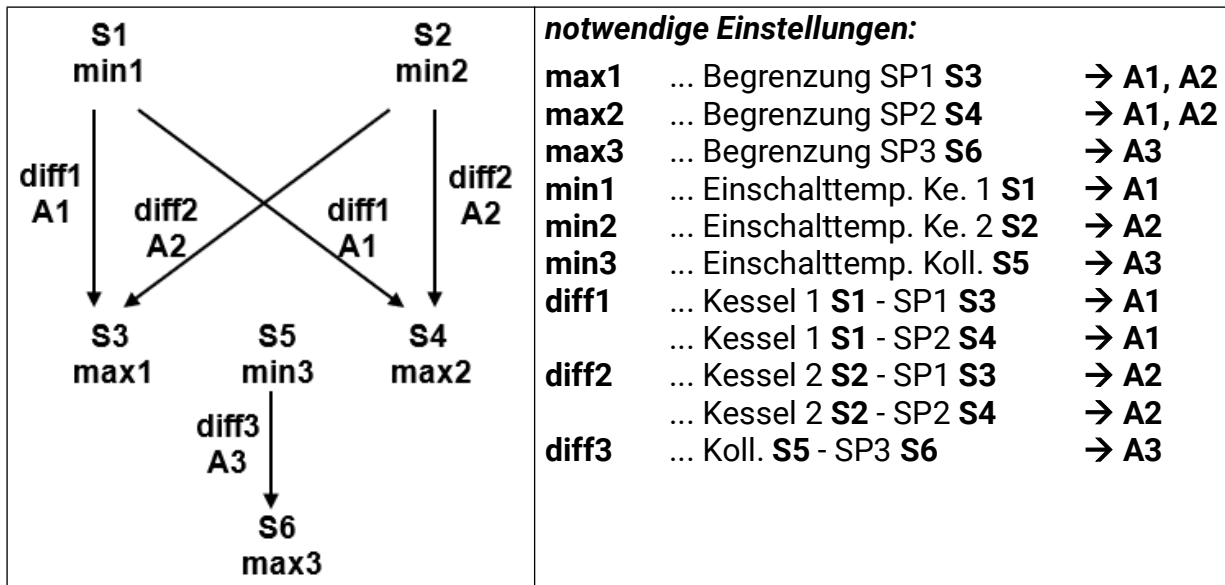 S1 S2
min1 min2
diff1 diff2 diff1 diff2
A1 A2 A1 A2
S3 S5 S4
max1 min3 max2
diff3
A3
S6
max3
notwendige Einstellungen:
max1 ... Begrenzung SP1 S3 → A1, A2
max2 ... Begrenzung SP2 S4 → A1, A2
max3 ... Begrenzung SP3 S6 → A3
min1 ... Einschalttemp. Ke. 1 S1 → A1
min2 ... Einschalttemp. Ke. 2 S2 → A2
min3 ... Einschalttemp. Koll. S5 → A3
diff1 ... Kessel 1 S1 - SP1 S3 → A1
... Kessel 1 S1 - SP2 S4 → A1
diff2 ... Kessel 2 S2 - SP1 S3 → A2
... Kessel 2 S2 - SP2 S4 → A2
diff3 ... Koll. S5 - SP3 S6 → A3